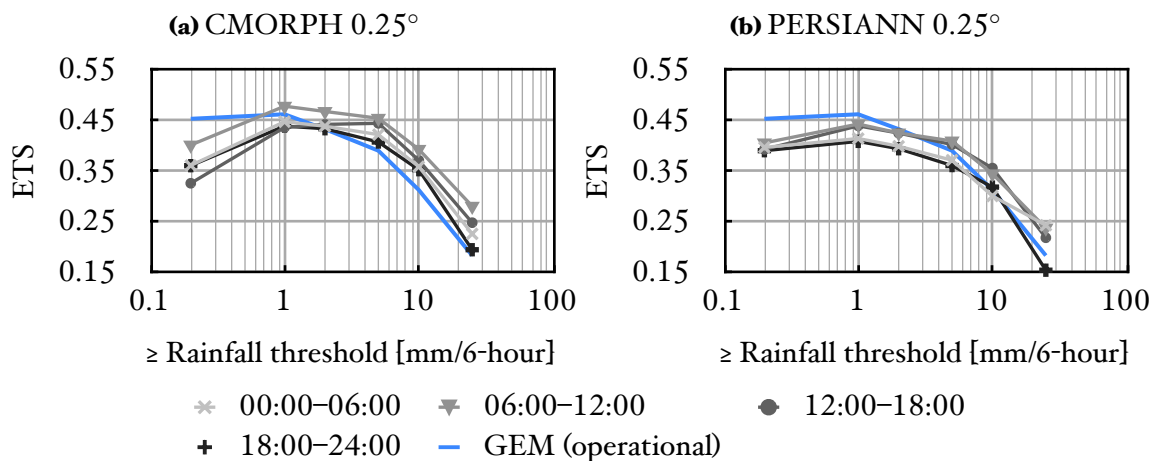 (a) CMORPH 0.25°
(b) PERSIANN 0.25°
ETS
0.55
0.45
0.35
0.25
0.15
0.1 1 10 100
≥ Rainfall threshold [mm/6-hour]
ETS
0.55
0.45
0.35
0.25
0.15
0.1 1 10 100
≥ Rainfall threshold [mm/6-hour]
00:00–06:00 06:00–12:00 12:00–18:00
18:00–24:00 GEM (operational)